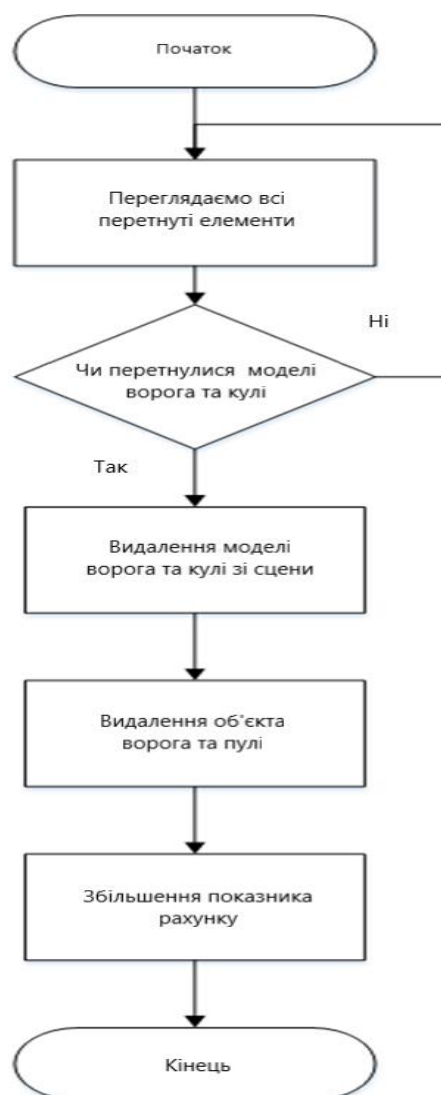 Початок
Переглядаємо всі
перетнуті елементи
Ні
Чи перетнулися моделі
ворога та кулі
Так
Видалення моделі
ворога та кулі зі сцени
Видалення об'єкта
ворога та пулі
Збільшення показника
рахунку
Кінець